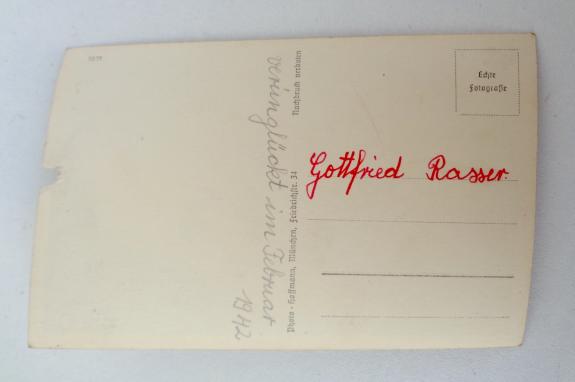 verunglückt im Februar
1942
Nachdruck verboten
Photo-Hoffmann, München, Friedrichstr. 34
Echte
Fotografie
Gottfried Rasser.